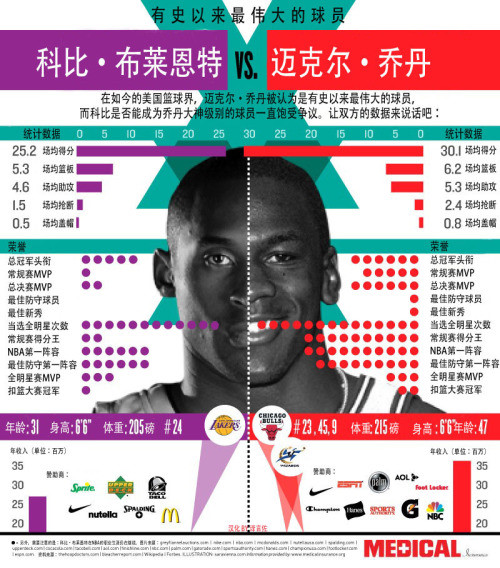 有史以来最伟大的球员
科比·布莱恩特 VS. 迈克尔·乔丹
在如今的美国篮球界，迈克尔·乔丹被认为是有史以来最伟大的球员，
而科比是否能成为乔丹大神级别的球员一直饱受争议。让双方的数据来说话吧：
统计数据 0 5 10 15 20 25 30 25 20 15 10 5 0 统计数据
25.2 场均得分 30.1 场均得分
5.3 场均篮板 6.2 场均篮板
4.6 场均助攻 5.3 场均助攻
1.5 场均抢断 2.4 场均抢断
0.5 场均盖帽 0.8 场均盖帽
荣誉 荣誉
总冠军头衔 总冠军头衔
常规赛MVP 常规赛MVP
总决赛MVP 总决赛MVP
最佳防守球员 最佳防守球员
最佳新秀 最佳新秀
当选全明星次数 当选全明星次数
常规赛得分王 常规赛得分王
NBA第一阵容 NBA第一阵容
最佳防守第一阵容 最佳防守第一阵容
全明星赛MVP 全明星赛MVP
扣篮大赛冠军 扣篮大赛冠军
年龄:31 身高:6'6" 体重:205磅 #24 LAKERS CHICAGO BULLS #23,45,9 体重:215磅 身高:6'6" 年龄:47
WIZARDS
年收入（单位：百万） 年收入（单位：百万）
35 35
30 30
25 25
20 20
赞助商： 赞助商：
Sprite TACO BELL
nutella SPALDING
ESPN palm AOL Foot Locker
Champion Hanes SPORTS AUTHORITY G NBC
MEDICAL Insurance